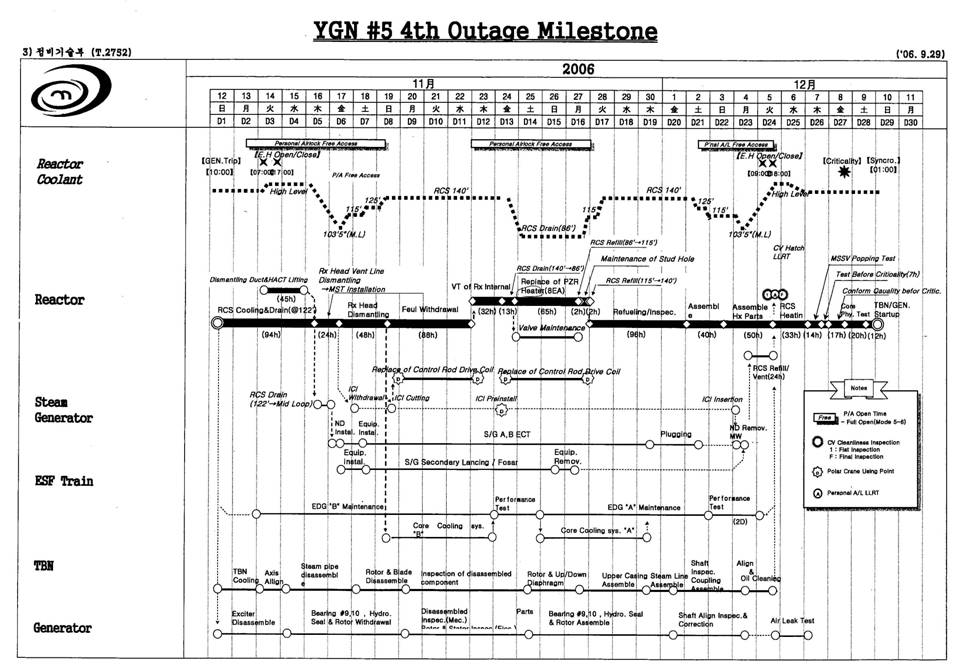 YGN #5 4th Outage Milestone
3) 정비기술부 (T.2752)
('06. 9.29)
2006
11月 12月
12 13 14 15 16 17 18 19 20 21 22 23 24 25 26 27 28 29 30 1 2 3 4 5 6 7 8 9 10 11
日 月 火 水 木 金 土 日 月 火 水 木 金 土 日 月 火 水 木 金 土 日 月 火 水 木 金 土 日 月
D1 D2 D3 D4 D5 D6 D7 D8 D9 D10 D11 D12 D13 D14 D15 D16 D17 D18 D19 D20 D21 D22 D23 D24 D25 D26 D27 D28 D29 D30
Personal Airlock Free Access
Personal Airlock Free Access
P'nal A/L Free Access
Reactor
Coolant
[GEN.Trip]
[10:00]
[E.H Open/Close]
[07:00] [17:00]
P/A Free Access
High Level
103'5"(M.L)
115'
125'
RCS 140'
RCS Drain(86')
115'
RCS 140'
125'
115'
103'5"(M.L)
[E.H Open/Close]
[09:00] [18:00]
High Level
[Criticality]
[Syncro.]
[01:00]
RCS Refill(86'→115')
CV Hatch
LLRT
Reactor
Dismantling Duct&HACT Lifting
(45h)
RCS Cooling&Drain(@122')
(94h)
Rx Head Vent Line
Dismantling
→MST Installation
(24h)
Rx Head
Dismantling
(48h)
Feul Withdrawal
(88h)
VT of Rx Internal
(32h)
(13h)
RCS Drain(140'→86')
Replace of PZR
Heater(8EA)
(65h)
(2h)
(2h)
Valve Maintenance
Maintenance of Stud Hole
RCS Refill(115'→140')
Refueling/Inspec.
(96h)
Assembl
e
(40h)
Assemble
Hx Parts
(50h)
1 A F
RCS
Heatin
(33h)
(14h)
(17h)
(20h)
(12h)
MSSV Popping Test
Test Before Criticality(7h)
Conform Qaulity befor Critic.
Core
Phy. Test
TBN/GEN.
Startup
RCS Refill/
Vent(24h)
Steam
Generator
RCS Drain
(122'→Mid Loop)
ICI
Withdrawal
ICI Cutting
Replace of Control Rod Drive Coil
Replace of Control Rod Drive Coil
ICI Preinstall
ICI Insertion
ND
Instal.
Equip.
Instal.
S/G A,B ECT
Plugging
ND Remov.
MW
Equip.
Instal.
S/G Secondary Lancing / Fosar
Equip.
Remov.
Notes
Free
P/A Open Time
- Full Open(Mode 5-6)
CV Cleanliness Inspection
1 : Fist Inspection
F : Final Inspection
P
Polar Crane Using Point
A
Personal A/L LLRT
ESF Train
EDG "B" Maintenance
Performance
Test
EDG "A" Maintenance
Performance
Test
(2D)
Core Cooling sys.
"B"
Core Cooling sys. "A"
TBN
TBN
Cooling
Axis
Allign
Steam pipe
disassembl
e
Rotor & Blade
Disassemble
Inspection of disassembled
component
Rotor & Up/Down
Diaphragm
Upper Casing
Assemble
Steam Line
Assemble
Shaft
Inspec.
Coupling
Assemble
Align
&
Oil Cleaning
Generator
Exciter
Disassemble
Bearing #9,10 , Hydro.
Seal & Rotor Withdrawal
Disassembled
Inspec.(Mec.)
Rotor & Stator Inspec.(Elec.)
Parts
Bearing #9,10 , Hydro. Seal
& Rotor Assemble
Shaft Align Inspec.&
Correction
Air Leak Test